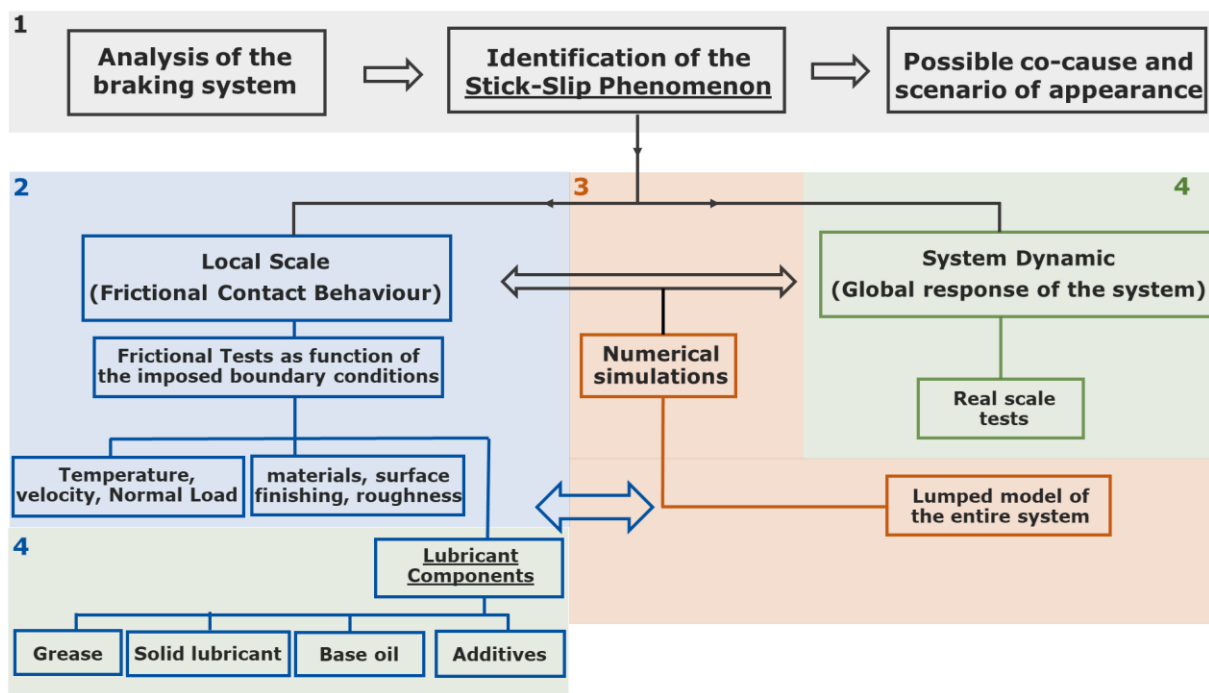 1
Analysis of the
braking system
Identification of the
Stick-Slip Phenomenon
Possible co-cause and
scenario of appearance
2
Local Scale
(Frictional Contact Behaviour)
Frictional Tests as function of
the imposed boundary conditions
Temperature,
velocity, Normal Load
materials, surface
finishing, roughness
3
Numerical
simulations
4
System Dynamic
(Global response of the system)
Real scale
tests
Lumped model of
the entire system
4
Lubricant
Components
Grease
Solid lubricant
Base oil
Additives